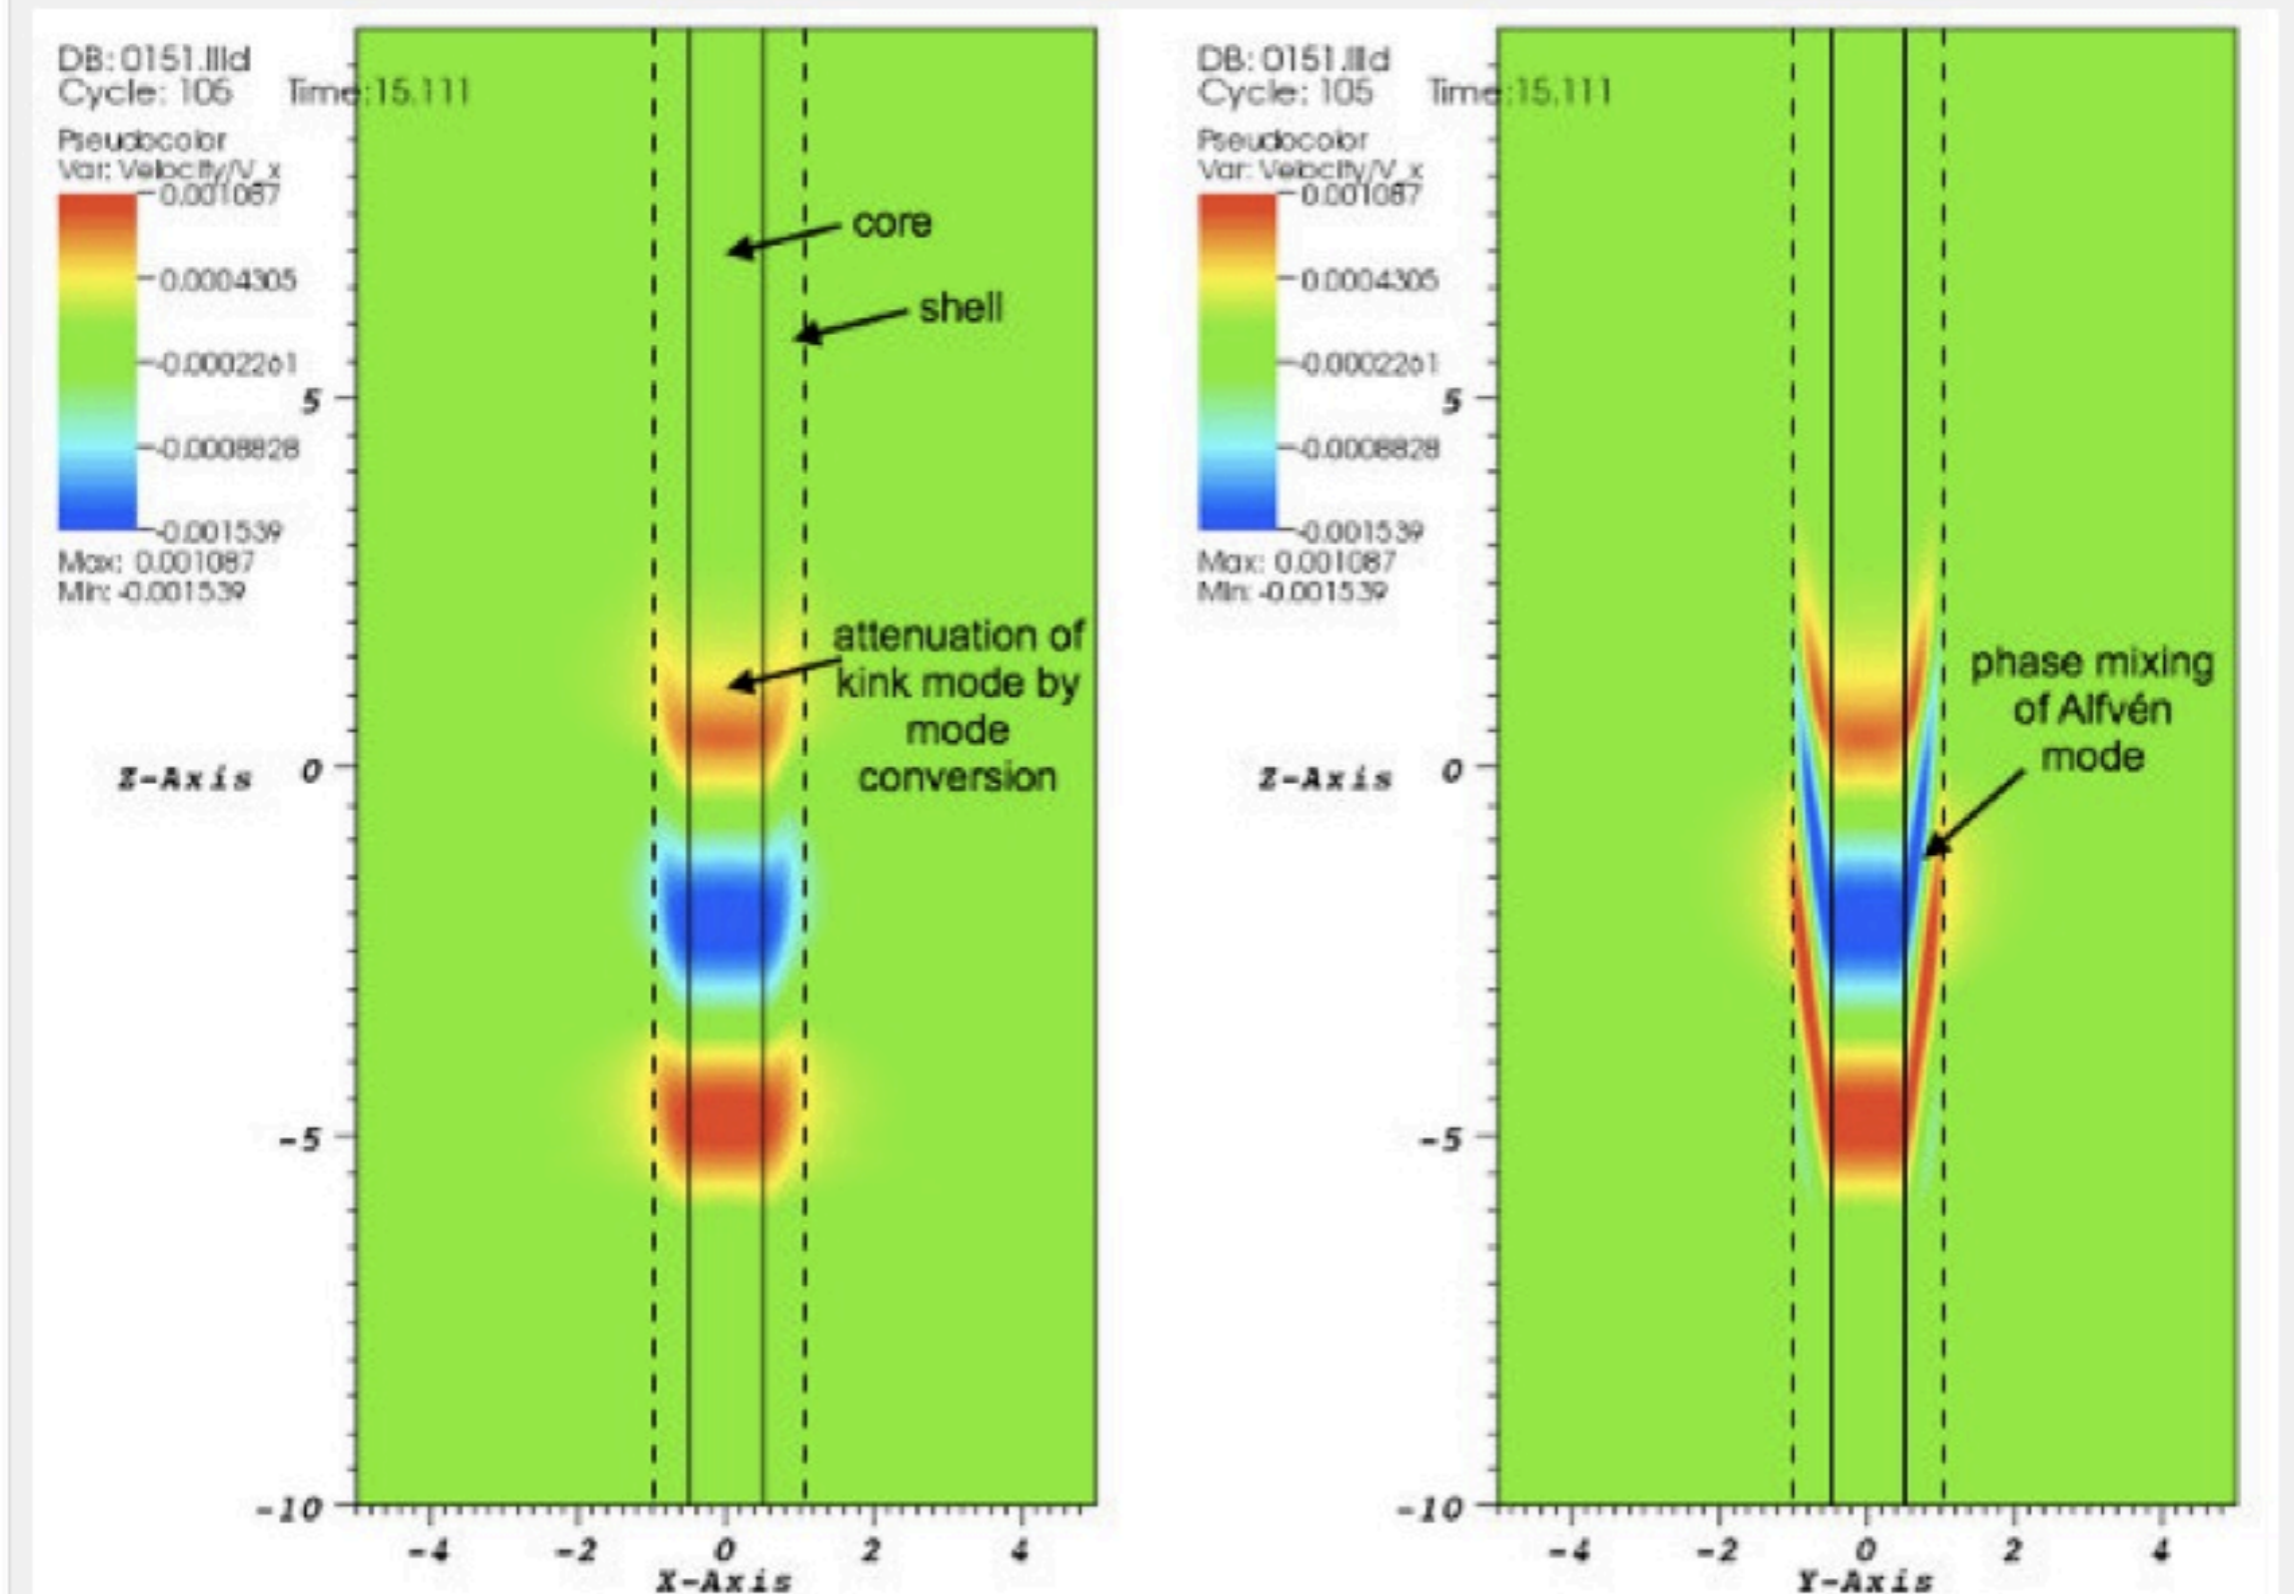 DB: 0151.llld
Cycle: 105 Time:15.111
Pseudocolor
Var: Velocity/V_x
0.001087
0.0004305
-0.0002261
-0.0008828
-0.001539
Max: 0.001087
Min: -0.001539
core
shell
attenuation of
kink mode by
mode
conversion
5
0
-5
-10
Z-Axis
-4 -2 0 2 4
X-Axis
DB: 0151.llld
Cycle: 105 Time:15.111
Pseudocolor
Var: Velocity/V_x
0.001087
0.0004305
-0.0002261
-0.0008828
-0.001539
Max: 0.001087
Min: -0.001539
phase mixing
of Alfvén
mode
5
0
-5
-10
Z-Axis
-4 -2 0 2 4
Y-Axis